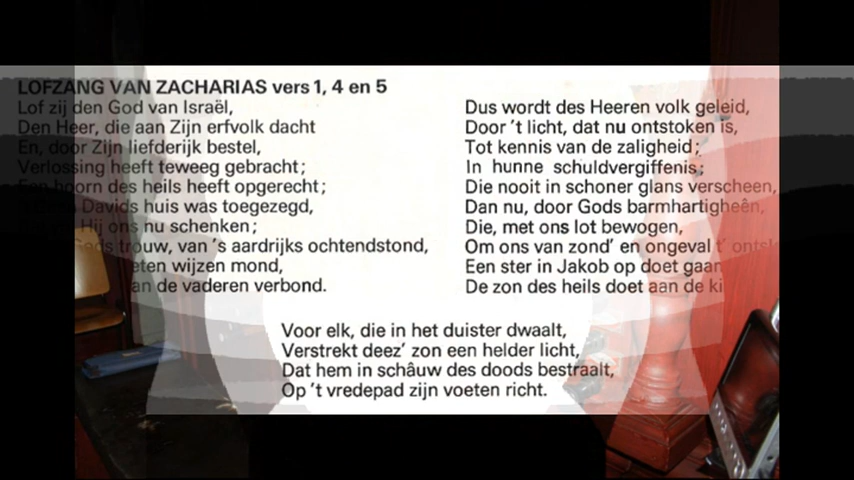 LOFZANG VAN ZACHARIAS vers 1, 4 en 5
Lof zij den God van Israël,
Den Heer, die aan Zijn erfvolk dacht
En, door Zijn liefderijk bestel,
Verlossing heeft teweeg gebracht;
Een hoorn des heils heeft opgerecht;
Davids huis was toegezegd,
Hij ons nu schenken;
trouw, van 's aardrijks ochtendstond,
wijzen mond,
de vaderen verbond.
Dus wordt des Heeren volk geleid,
Door 't licht, dat nu ontstoken is,
Tot kennis van de zaligheid;
In hunne schuldvergiffenis;
Die nooit in schoner glans verscheen,
Dan nu, door Gods barmhartigheên,
Die, met ons lot bewogen,
Om ons van zond' en ongeval t'
Een ster in Jakob op doet gaan
De zon des heils doet aan de
Voor elk, die in het duister dwaalt,
Verstrekt deez' zon een helder licht,
Dat hem in schâuw des doods bestraalt,
Op 't vredepad zijn voeten richt.